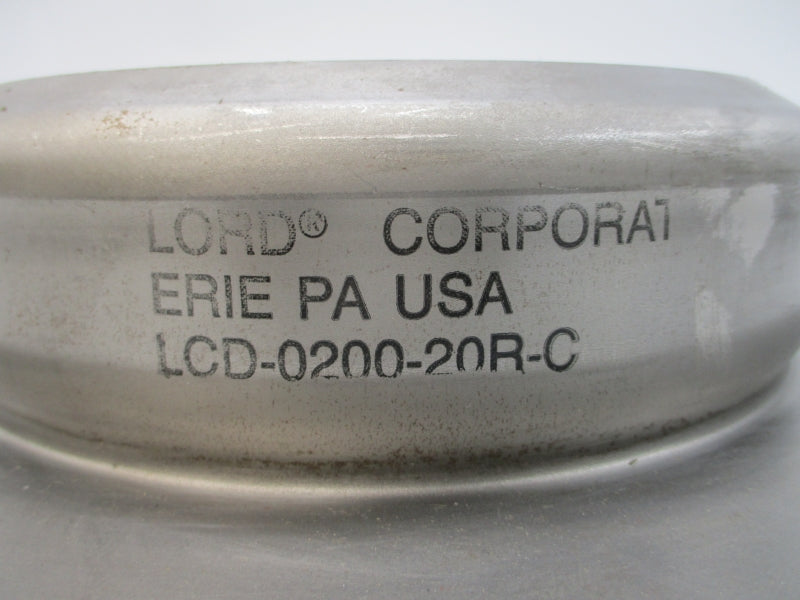 LORD® CORPORAT
ERIE PA USA
LCD-0200-20R-C